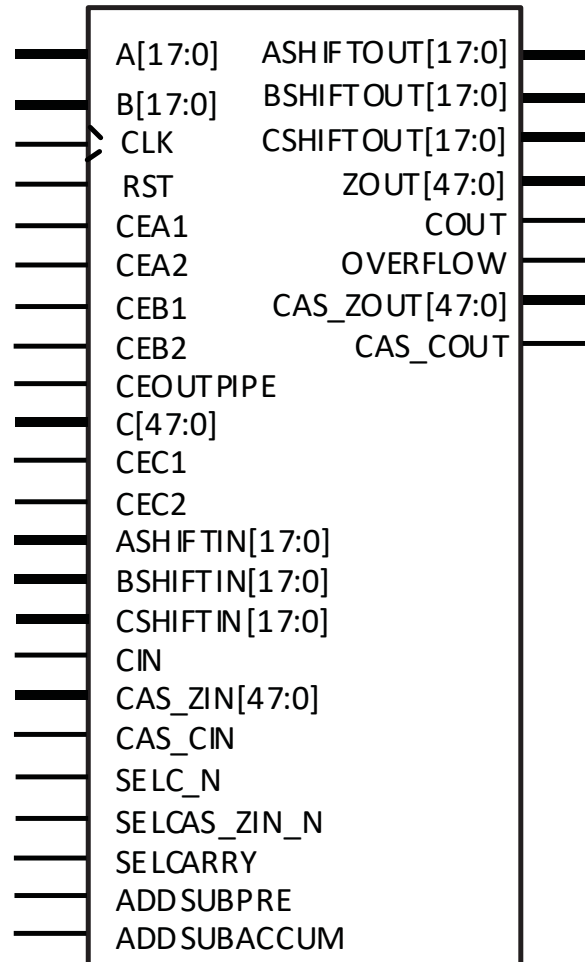 A[17:0] ASHIFTOUT[17:0]
B[17:0] BSHIFTOUT[17:0]
CLK CSHIFTOUT[17:0]
RST ZOUT[47:0]
CEA1 COUT
CEA2 OVERFLOW
CEB1 CAS_ZOUT[47:0]
CEB2 CAS_COUT
CEOUTPIPE
C[47:0]
CEC1
CEC2
ASHIFTIN[17:0]
BSHIFTIN[17:0]
CSHIFTIN[17:0]
CIN
CAS_ZIN[47:0]
CAS_CIN
SELC_N
SELCAS_ZIN_N
SELCARRY
ADDSUBPRE
ADDSUBACCUM